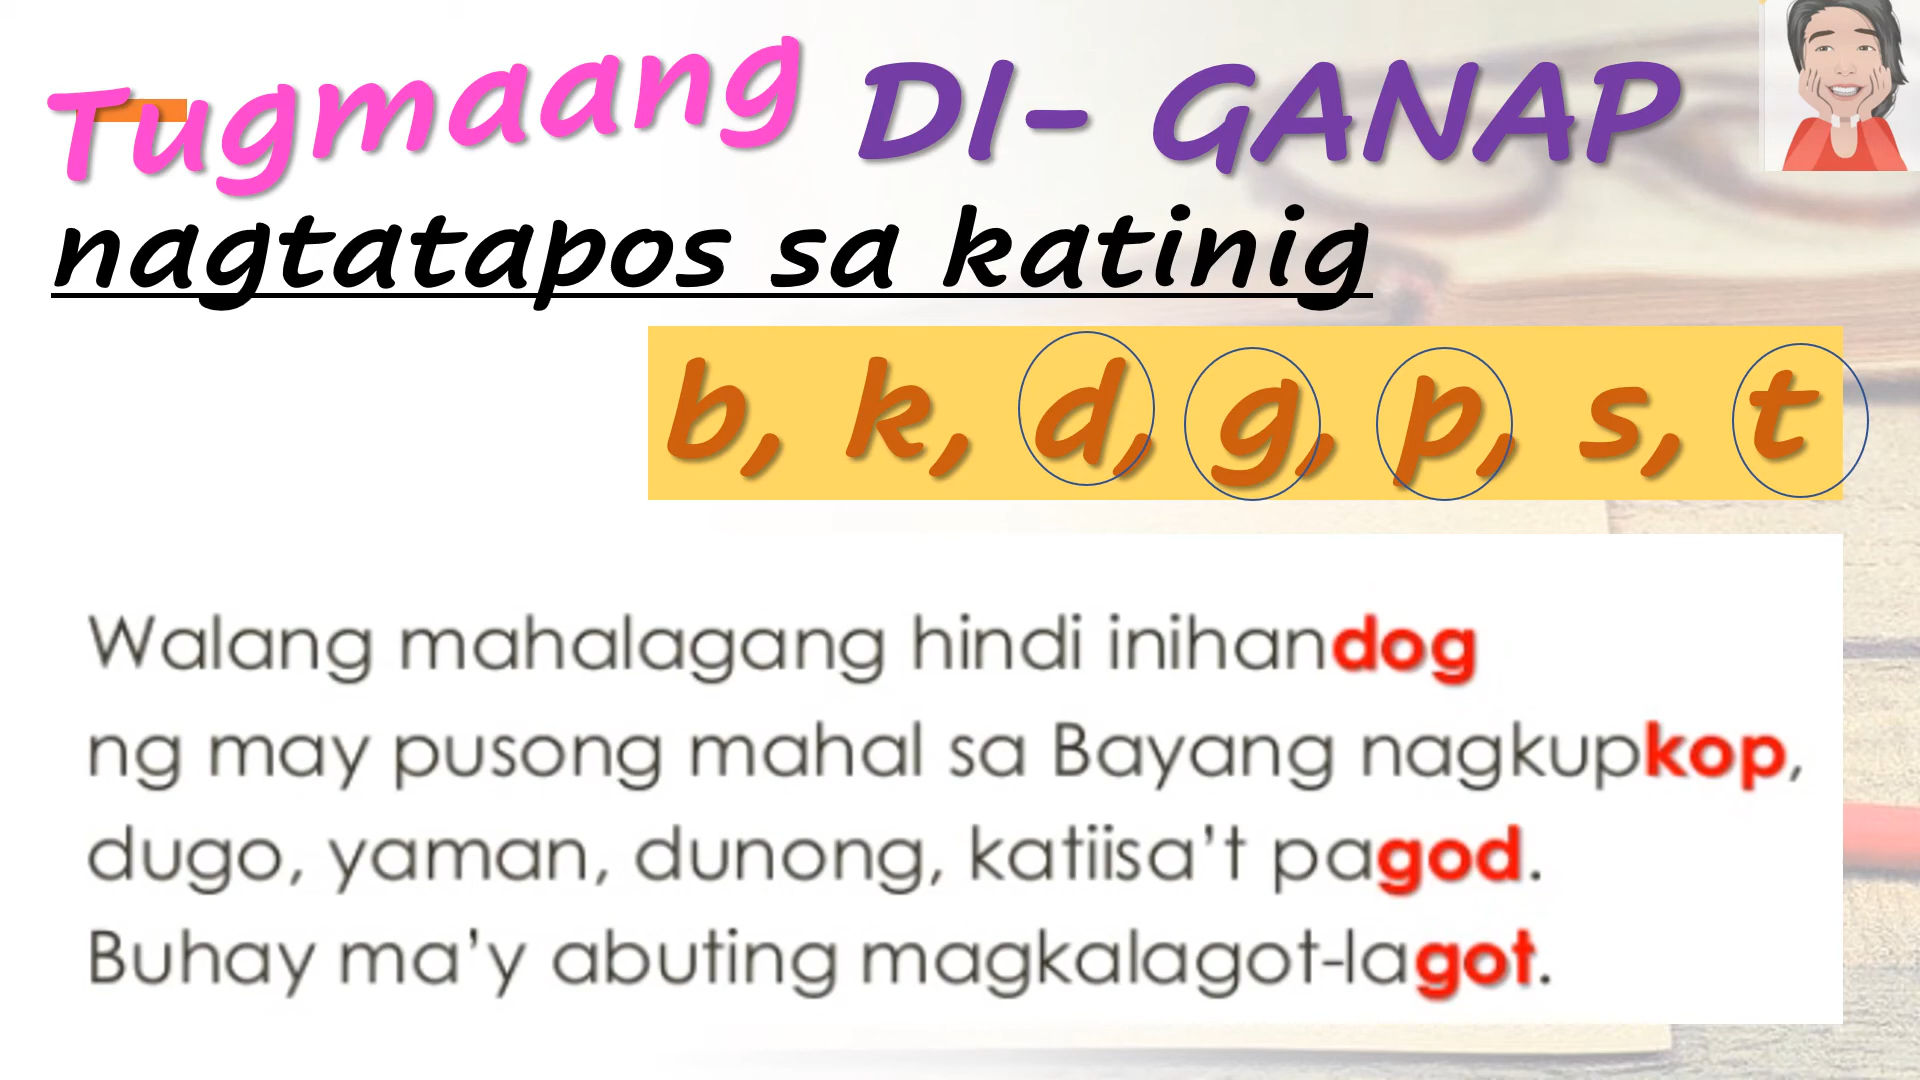 Tugmaang DI- GANAP
nagtatapos sa katinig
b, k, d, g, p, s, t
Walang mahalagang hindi inihandog
ng may pusong mahal sa Bayang nagkupkop,
dugo, yaman, dunong, katiisa't pagod.
Buhay ma'y abuting magkalagot-lagot.